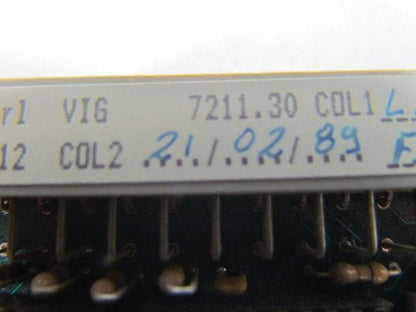 rl VIG 7211.30 COL1 L
12 COL2 21/02/89 F